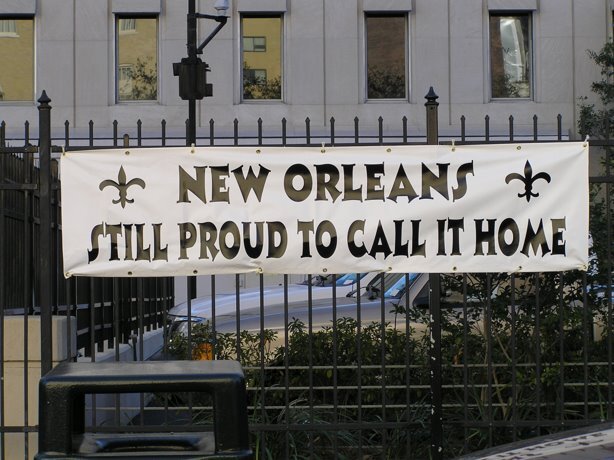 NEW ORLEANS
STILL PROUD TO CALL IT HOME